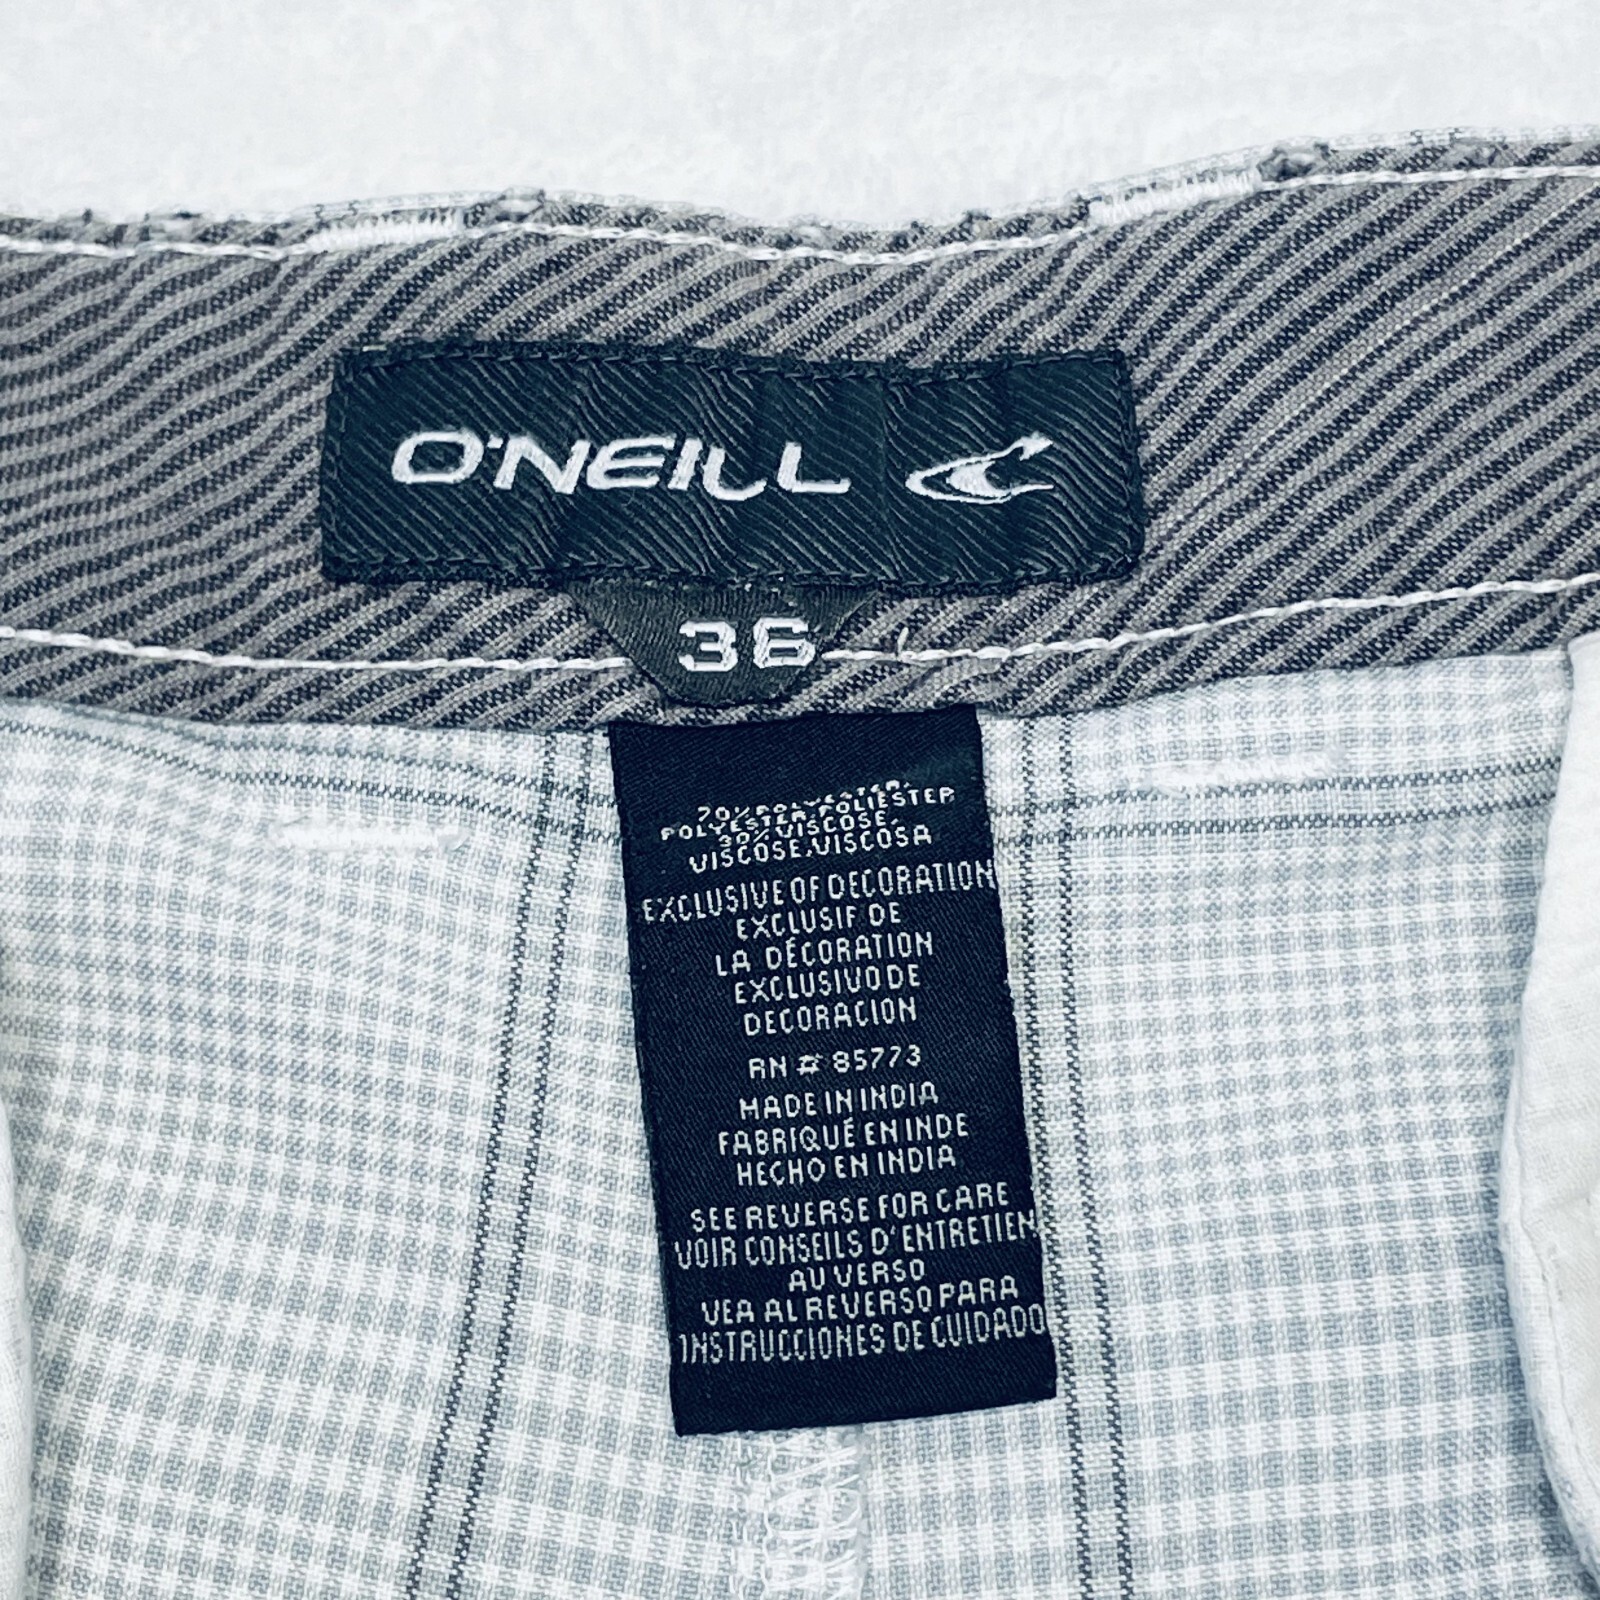 O'NEILL
36
70% POLYESTER,
POLYESTER,POLIESTER
30% VISCOSE,
VISCOSE,VISCOSA
EXCLUSIVE OF DECORATION
EXCLUSIF DE
LA DÉCORATION
EXCLUSIVO DE
DECORACION
RN # 85773
MADE IN INDIA
FABRIQUÉ EN INDE
HECHO EN INDIA
SEE REVERSE FOR CARE
VOIR CONSEILS D'ENTRETIEN
AU VERSO
VEA AL REVERSO PARA
INSTRUCCIONES DE CUIDADO